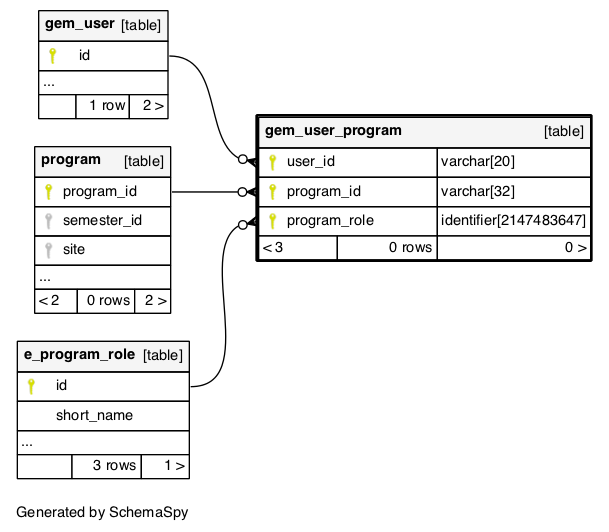 gem_user [table]
id
...
1 row 2 >
program [table]
program_id
semester_id
site
...
< 2 0 rows 2 >
e_program_role [table]
id
short_name
...
3 rows 1 >
gem_user_program [table]
user_id varchar[20]
program_id varchar[32]
program_role identifier[2147483647]
< 3 0 rows 0 >
Generated by SchemaSpy